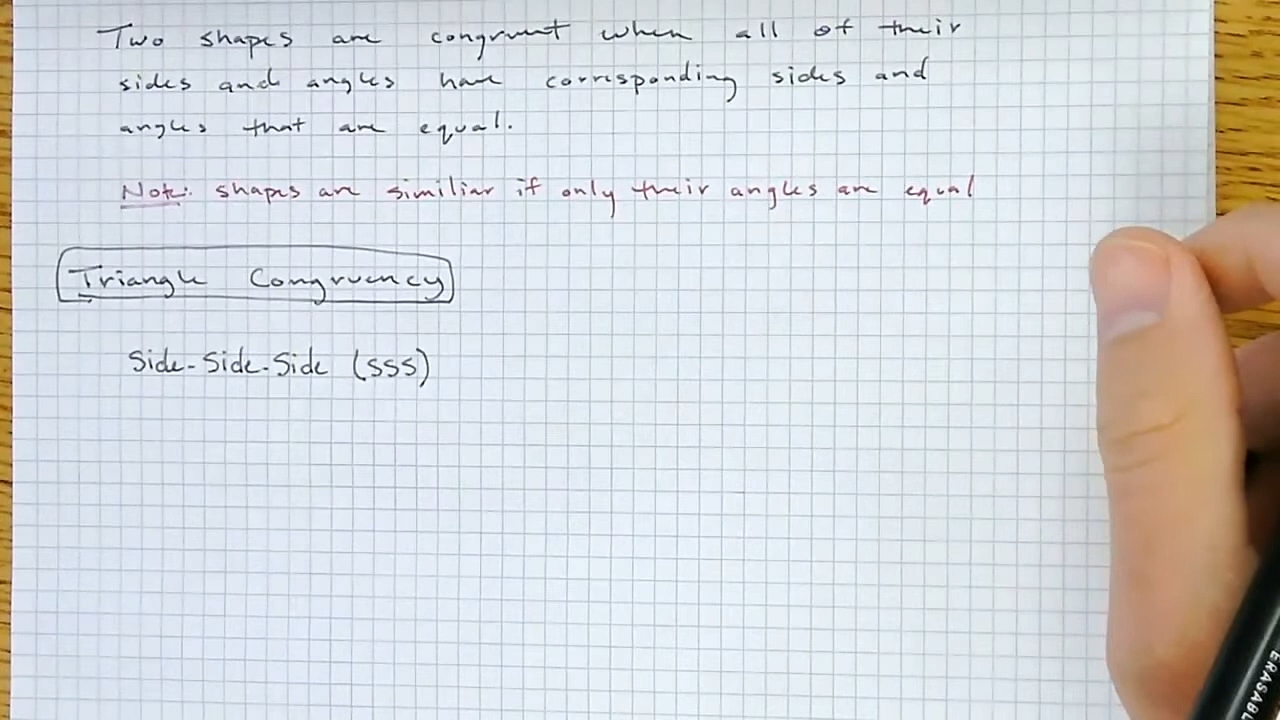 Two shapes are congruent when all of their
sides and angles have corresponding sides and
angles that are equal.
Note: shapes are similiar if only their angles are equal
Triangle Congruency
Side-Side-Side (SSS)
ERASABL